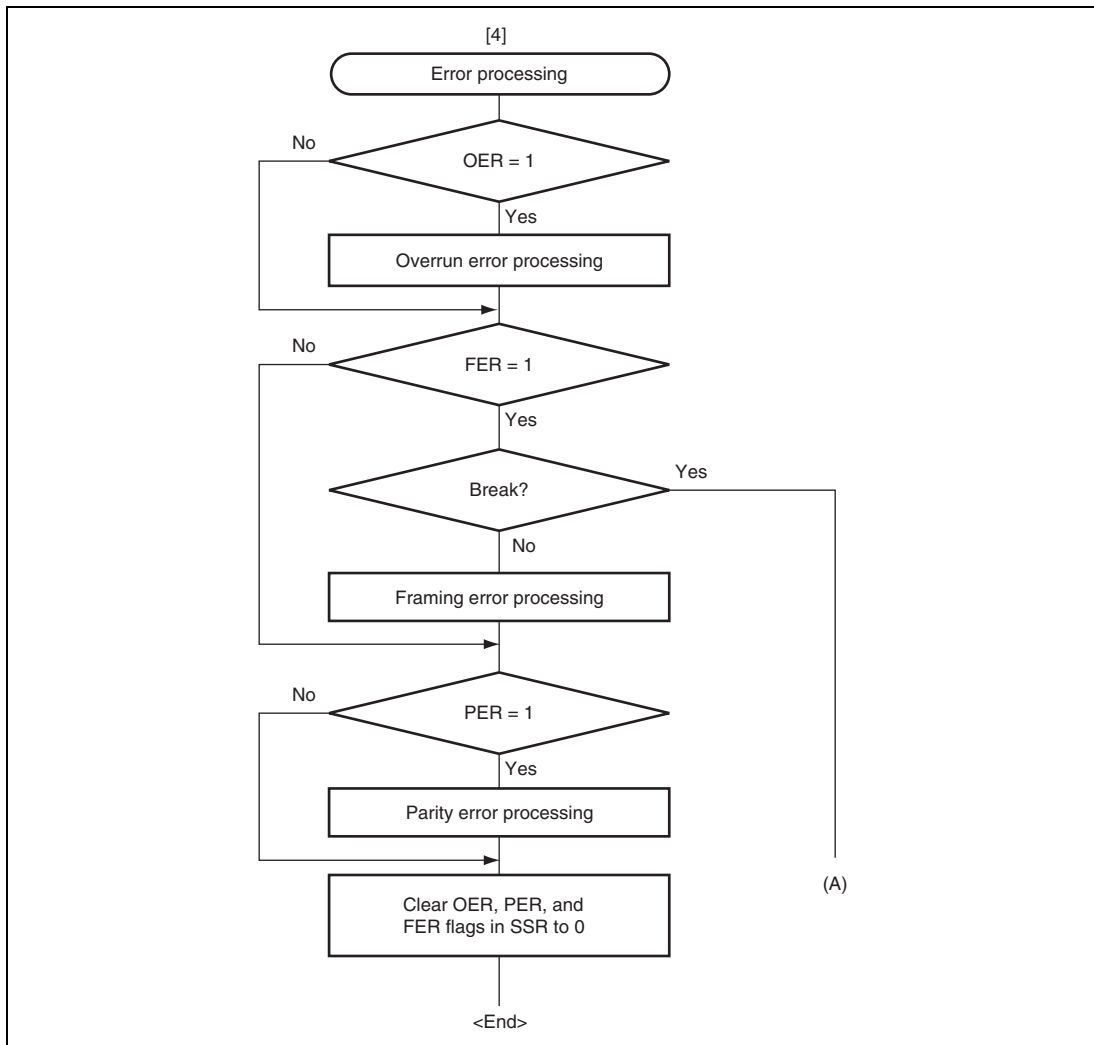 [4]
Error processing
No
OER = 1
Yes
Overrun error processing
No
FER = 1
Yes
Break?
Yes
No
Framing error processing
No
PER = 1
Yes
Parity error processing
(A)
Clear OER, PER, and
FER flags in SSR to 0
<End>